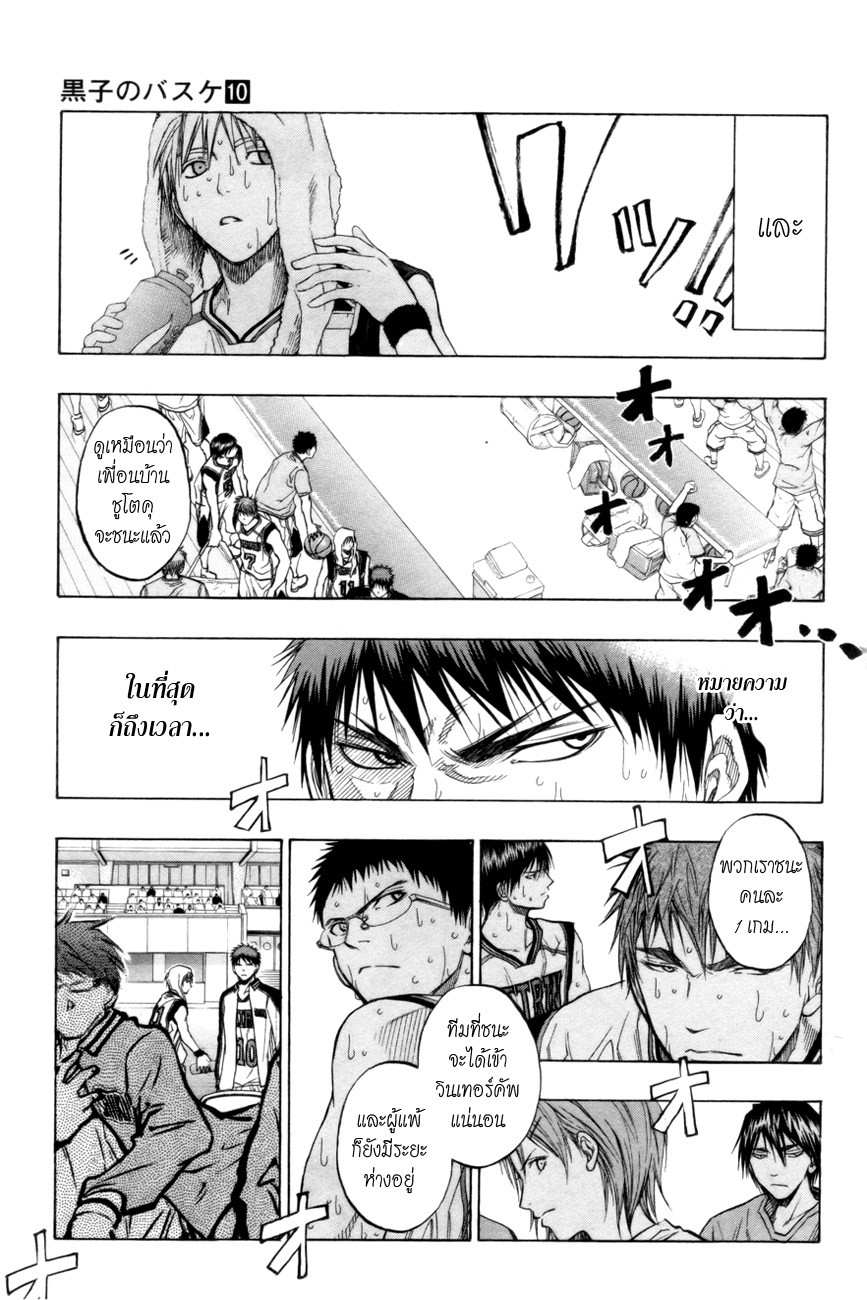 黒子のバスケ10
ワッ!!
และ
ดูเหมือนว่า
เพื่อนบ้าน
ชูโตคุ
จะชนะแล้ว
オオオオオ...
หมายความ
ว่า...
ในที่สุด
ก็ถึงเวลา...
オ
オ
พวกเราชนะ
คนละ
1 เกม...
ทีมที่ชนะ
จะได้เข้า
วินเทอร์คัพ
แน่นอน
และผู้แพ้
ก็ยังมีระยะ
ห่างอยู่
オ
オ
オ